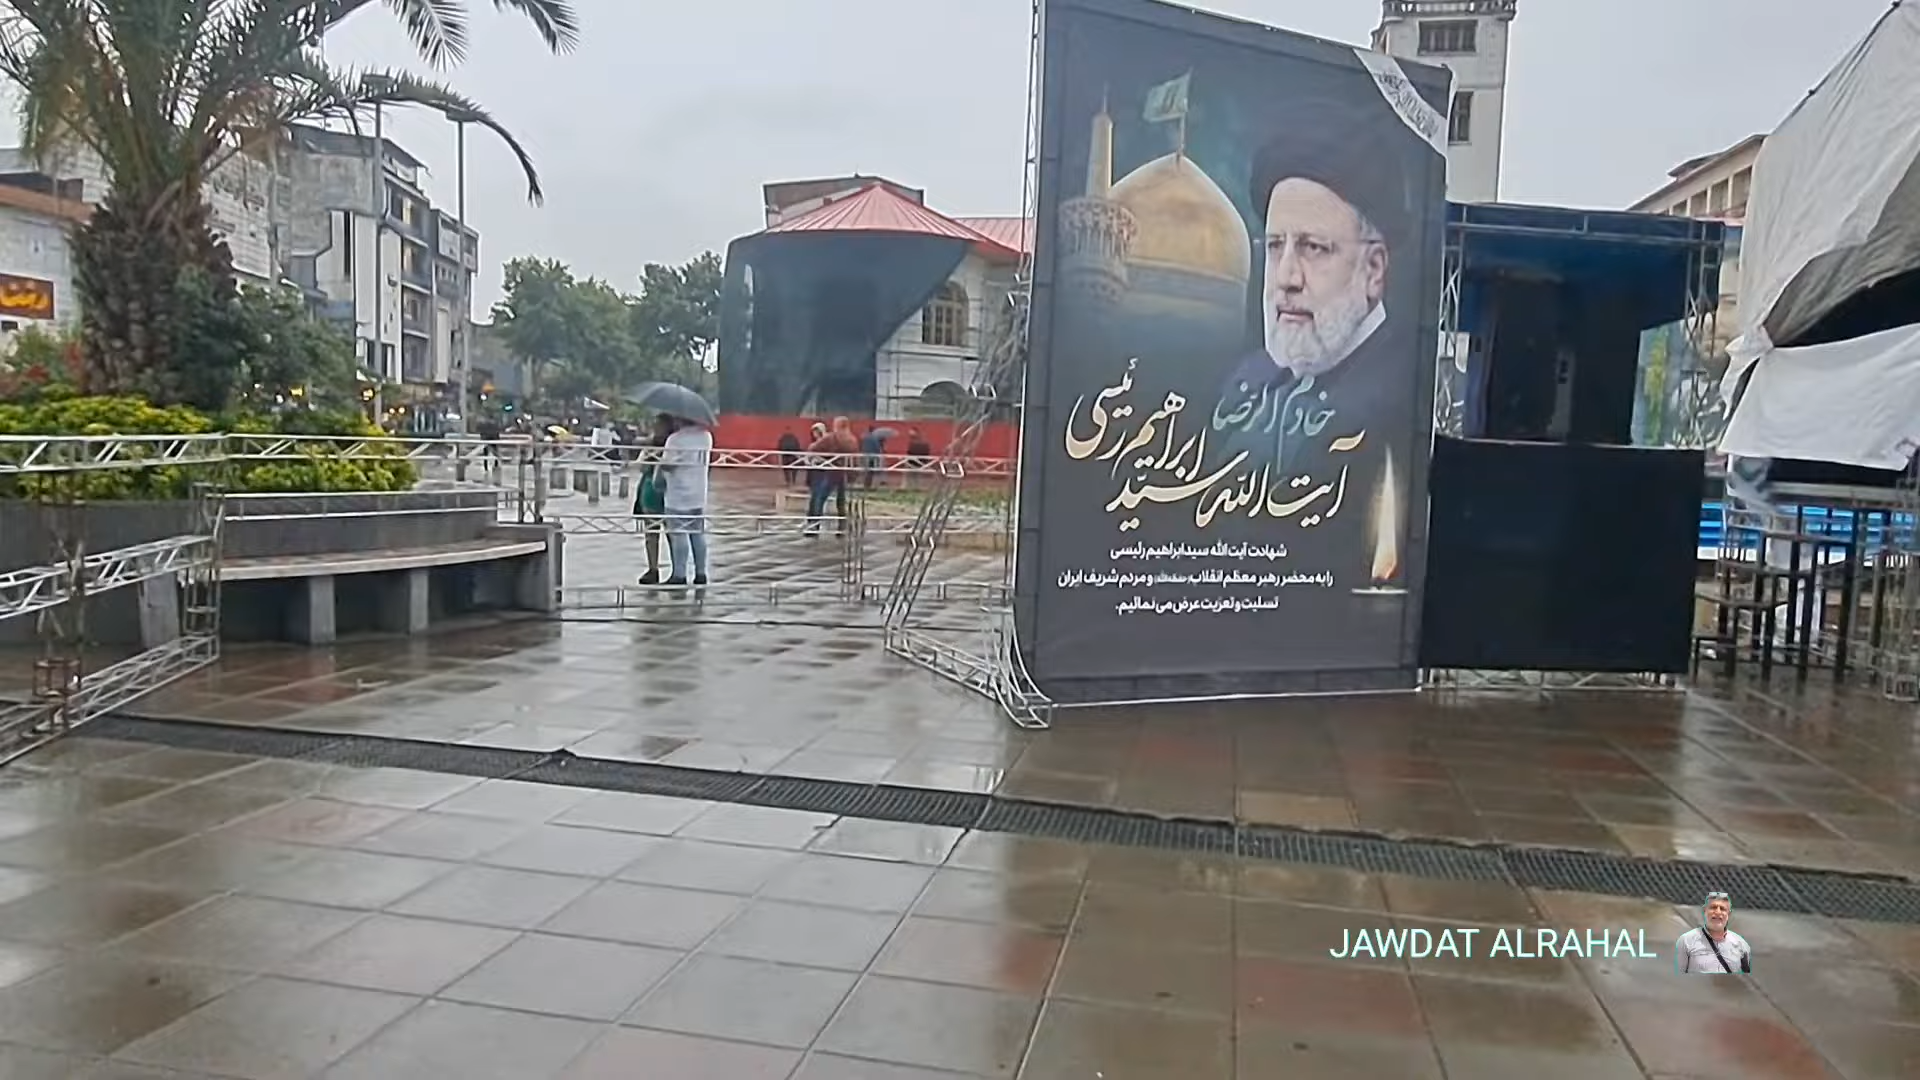 خادم الرضا
آیت الله سید ابراهیم رئیسی
شهادت آیت الله سید ابراهیم رئیسی
را به محضر رهبر معظم انقلاب و مردم شریف ایران
تسلیت و تعزیت عرض می نمائیم.
JAWDAT ALRAHAL